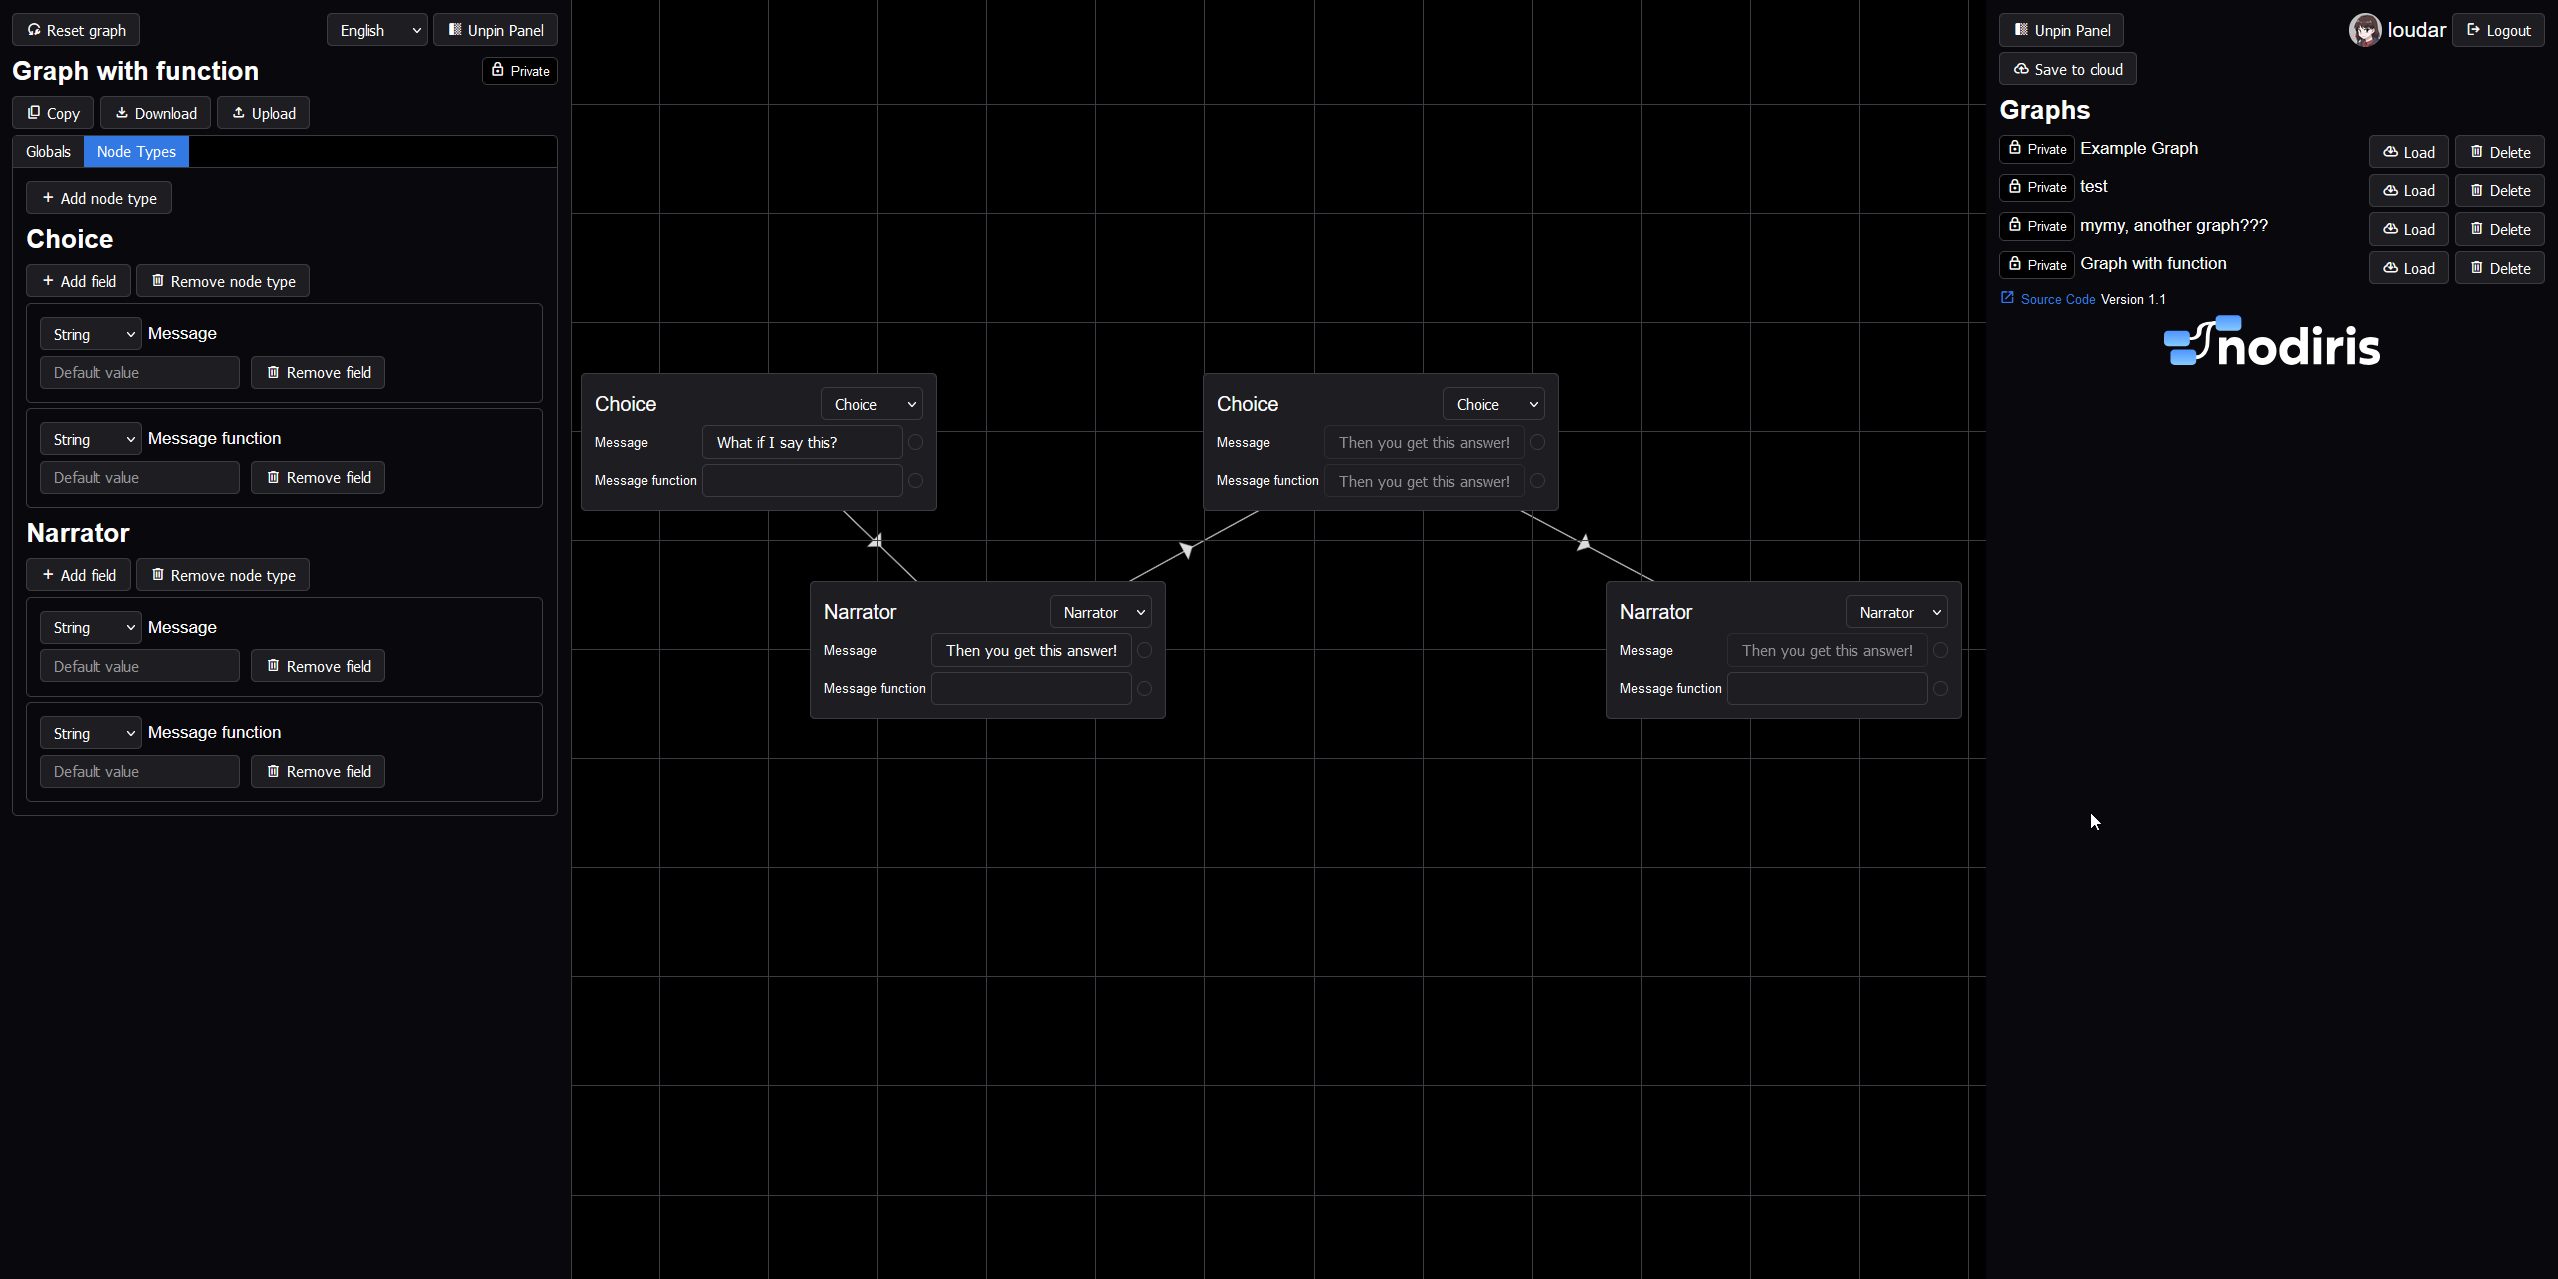 Reset graph
English
Unpin Panel
Graph with function
Private
Copy
Download
Upload
Globals
Node Types
Add node type
Choice
Add field
Remove node type
String
Message
Default value
Remove field
String
Message function
Default value
Remove field
Narrator
Add field
Remove node type
String
Message
Default value
Remove field
String
Message function
Default value
Remove field
Choice
Choice
Message
What if I say this?
Message function
Choice
Choice
Message
Then you get this answer!
Message function
Then you get this answer!
Narrator
Narrator
Message
Then you get this answer!
Message function
Narrator
Narrator
Message
Then you get this answer!
Message function
Unpin Panel
loudar
Logout
Save to cloud
Graphs
Private
Example Graph
Load
Delete
Private
test
Load
Delete
Private
mymy, another graph???
Load
Delete
Private
Graph with function
Load
Delete
Source Code Version 1.1
nodiris